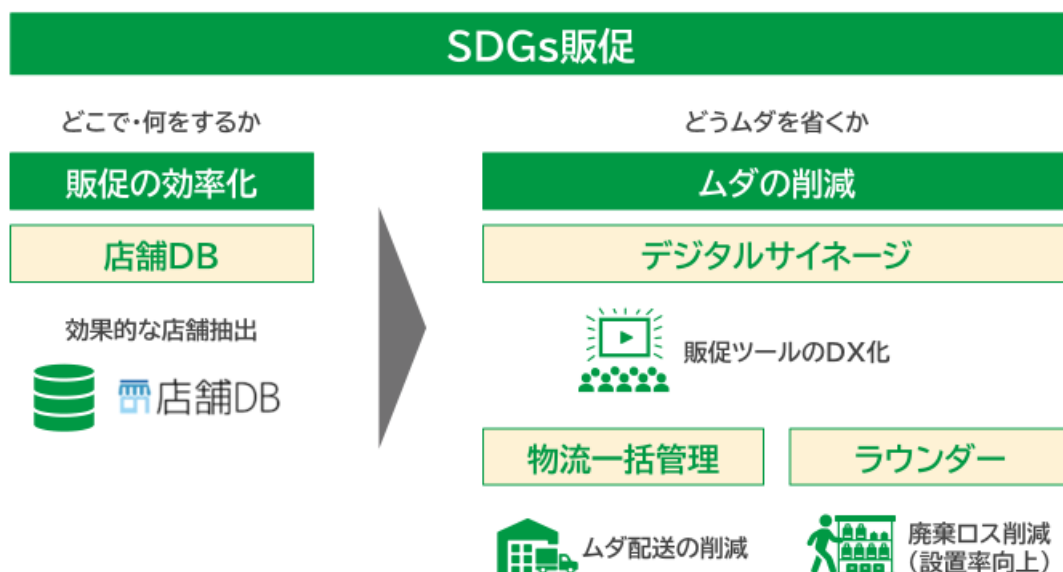 SDGs販促
どこで・何をするか
販促の効率化
店舗DB
効果的な店舗抽出
店舗DB
どうムダを省くか
ムダの削減
デジタルサイネージ
販促ツールのDX化
物流一括管理
ムダ配送の削減
ラウンダー
廃棄ロス削減
（設置率向上）